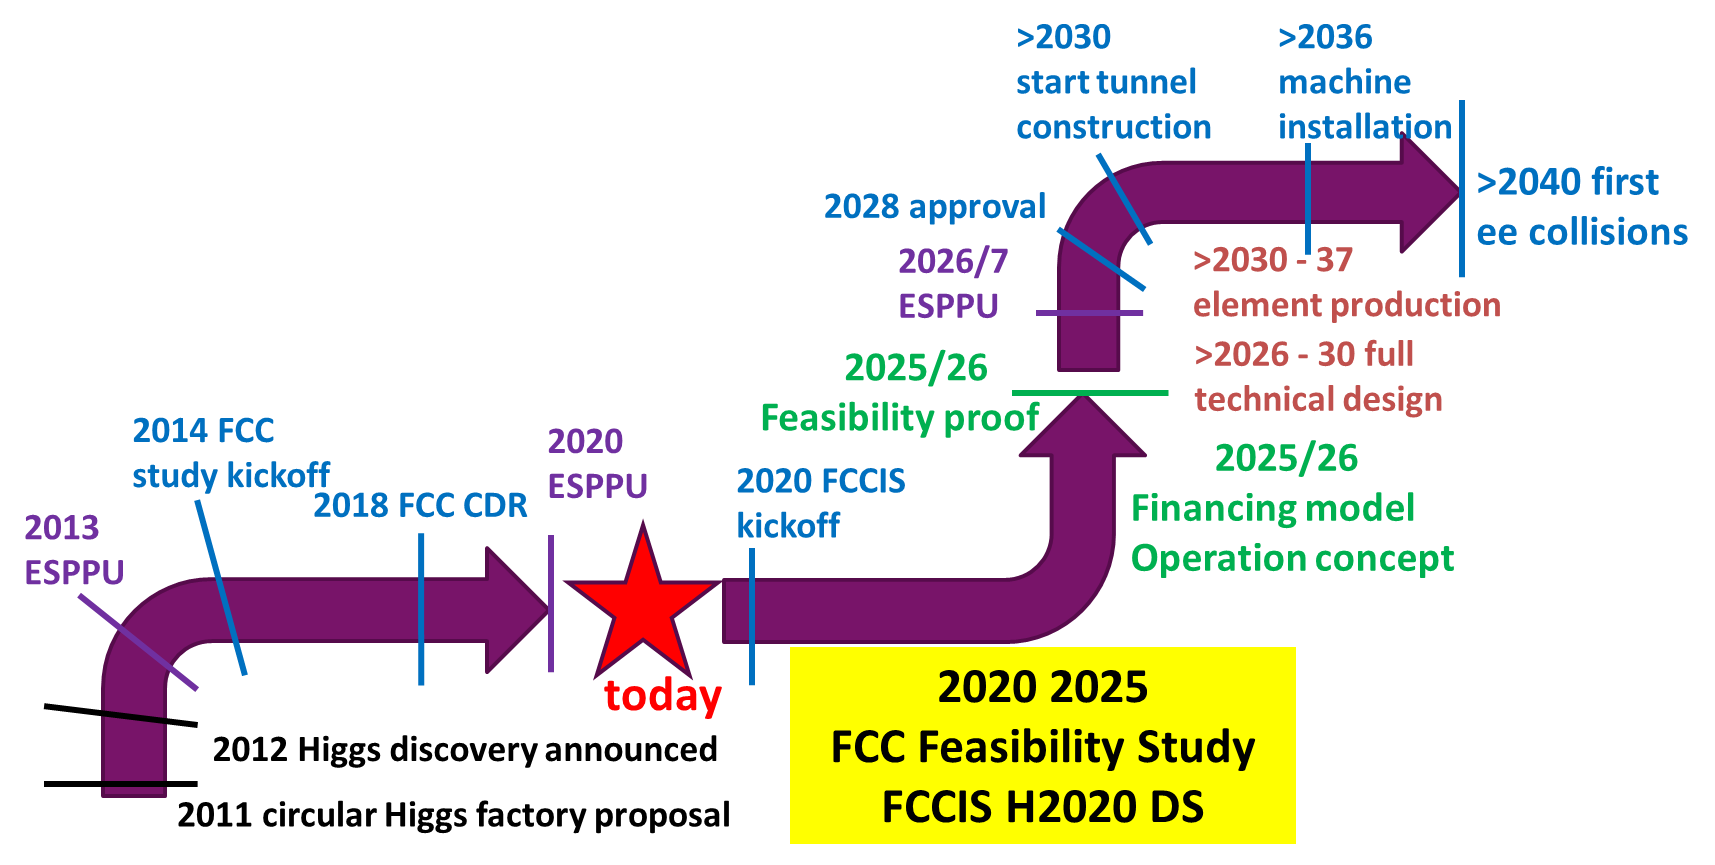 >2030
start tunnel
construction
>2036
machine
installation
>2040 first
ee collisions
2028 approval
2026/7
ESPPU
>2030 - 37
element production
>2026 - 30 full
technical design
2025/26
Feasibility proof
2025/26
Financing model
Operation concept
2014 FCC
study kickoff
2018 FCC CDR
2020
ESPPU
2020 FCCIS
kickoff
2013
ESPPU
today
2012 Higgs discovery announced
2011 circular Higgs factory proposal
2020 2025
FCC Feasibility Study
FCCIS H2020 DS